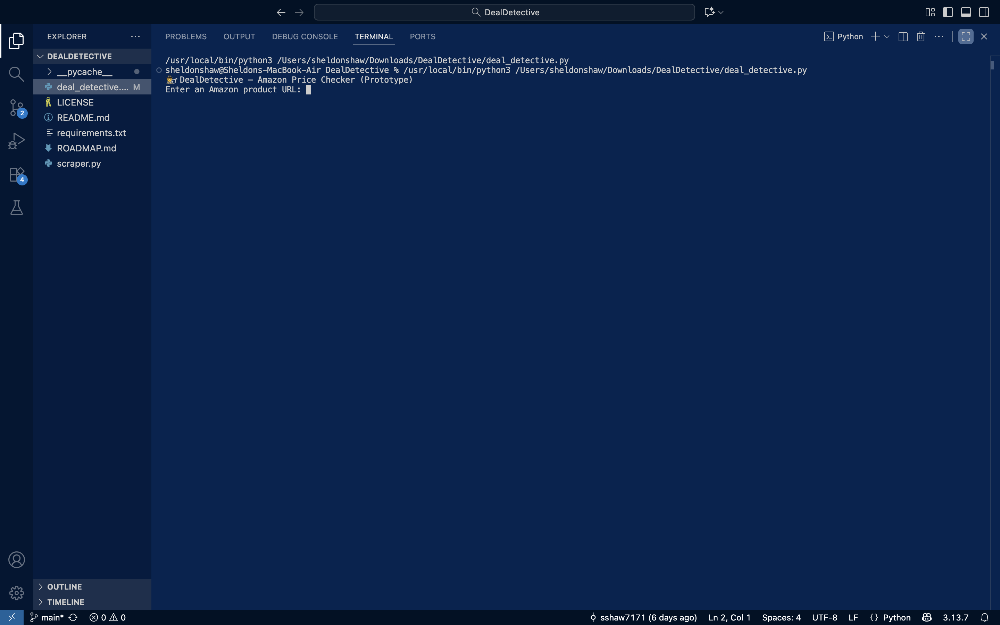 DealDetective
EXPLORER
DEALDETECTIVE
__pycache__
deal_detective.... M
LICENSE
README.md
requirements.txt
ROADMAP.md
scraper.py
OUTLINE
TIMELINE
2
4
PROBLEMS OUTPUT DEBUG CONSOLE TERMINAL PORTS
Python
/usr/local/bin/python3 /Users/sheldonshaw/Downloads/DealDetective/deal_detective.py
sheldonshaw@Sheldons-MacBook-Air DealDetective % /usr/local/bin/python3 /Users/sheldonshaw/Downloads/DealDetective/deal_detective.py
🕵️‍♂️ DealDetective — Amazon Price Checker (Prototype)
Enter an Amazon product URL:
main* 0 0 sshaw7171 (6 days ago) Ln 2, Col 1 Spaces: 4 UTF-8 LF {} Python 3.13.7